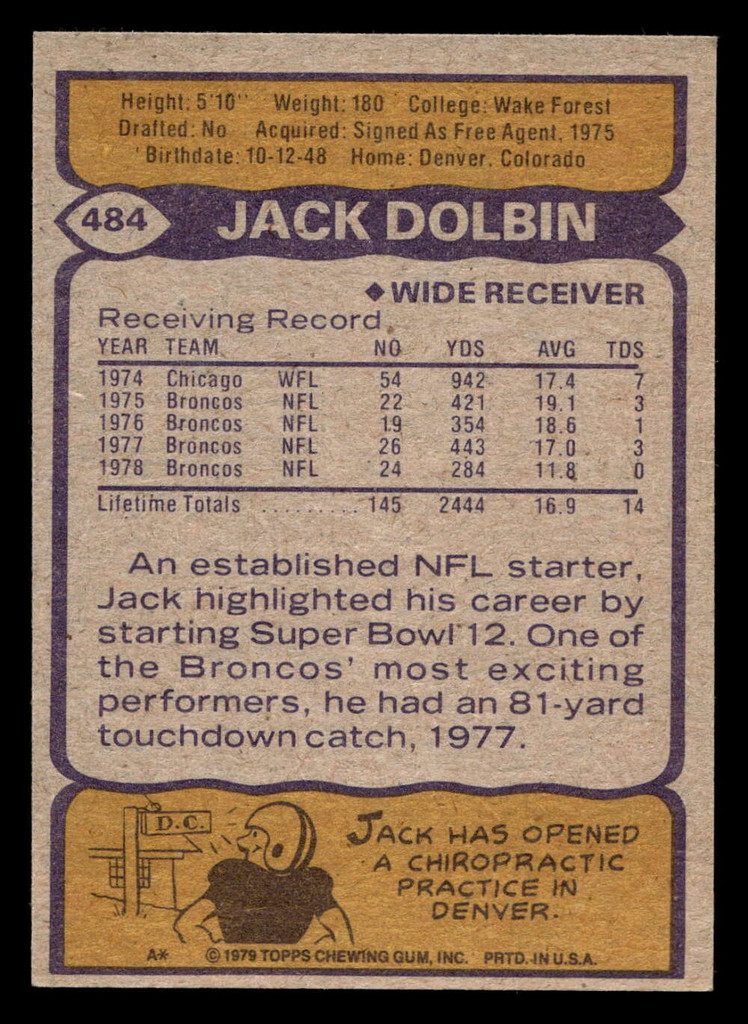 Height: 5'10" Weight: 180 College: Wake Forest
Drafted: No Acquired: Signed As Free Agent, 1975
Birthdate: 10-12-48 Home: Denver, Colorado
484 JACK DOLBIN
◆ WIDE RECEIVER
Receiving Record
YEAR TEAM NO YDS AVG TDS
1974 Chicago WFL 54 942 17.4 7
1975 Broncos NFL 22 421 19.1 3
1976 Broncos NFL 19 354 18.6 1
1977 Broncos NFL 26 443 17.0 3
1978 Broncos NFL 24 284 11.8 0
Lifetime Totals .......... 145 2444 16.9 14
An established NFL starter,
Jack highlighted his career by
starting Super Bowl 12. One of
the Broncos' most exciting
performers, he had an 81-yard
touchdown catch, 1977.
D.C.
JACK HAS OPENED
A CHIROPRACTIC
PRACTICE IN
DENVER.
A* © 1979 TOPPS CHEWING GUM, INC. PRTD. IN U.S.A.